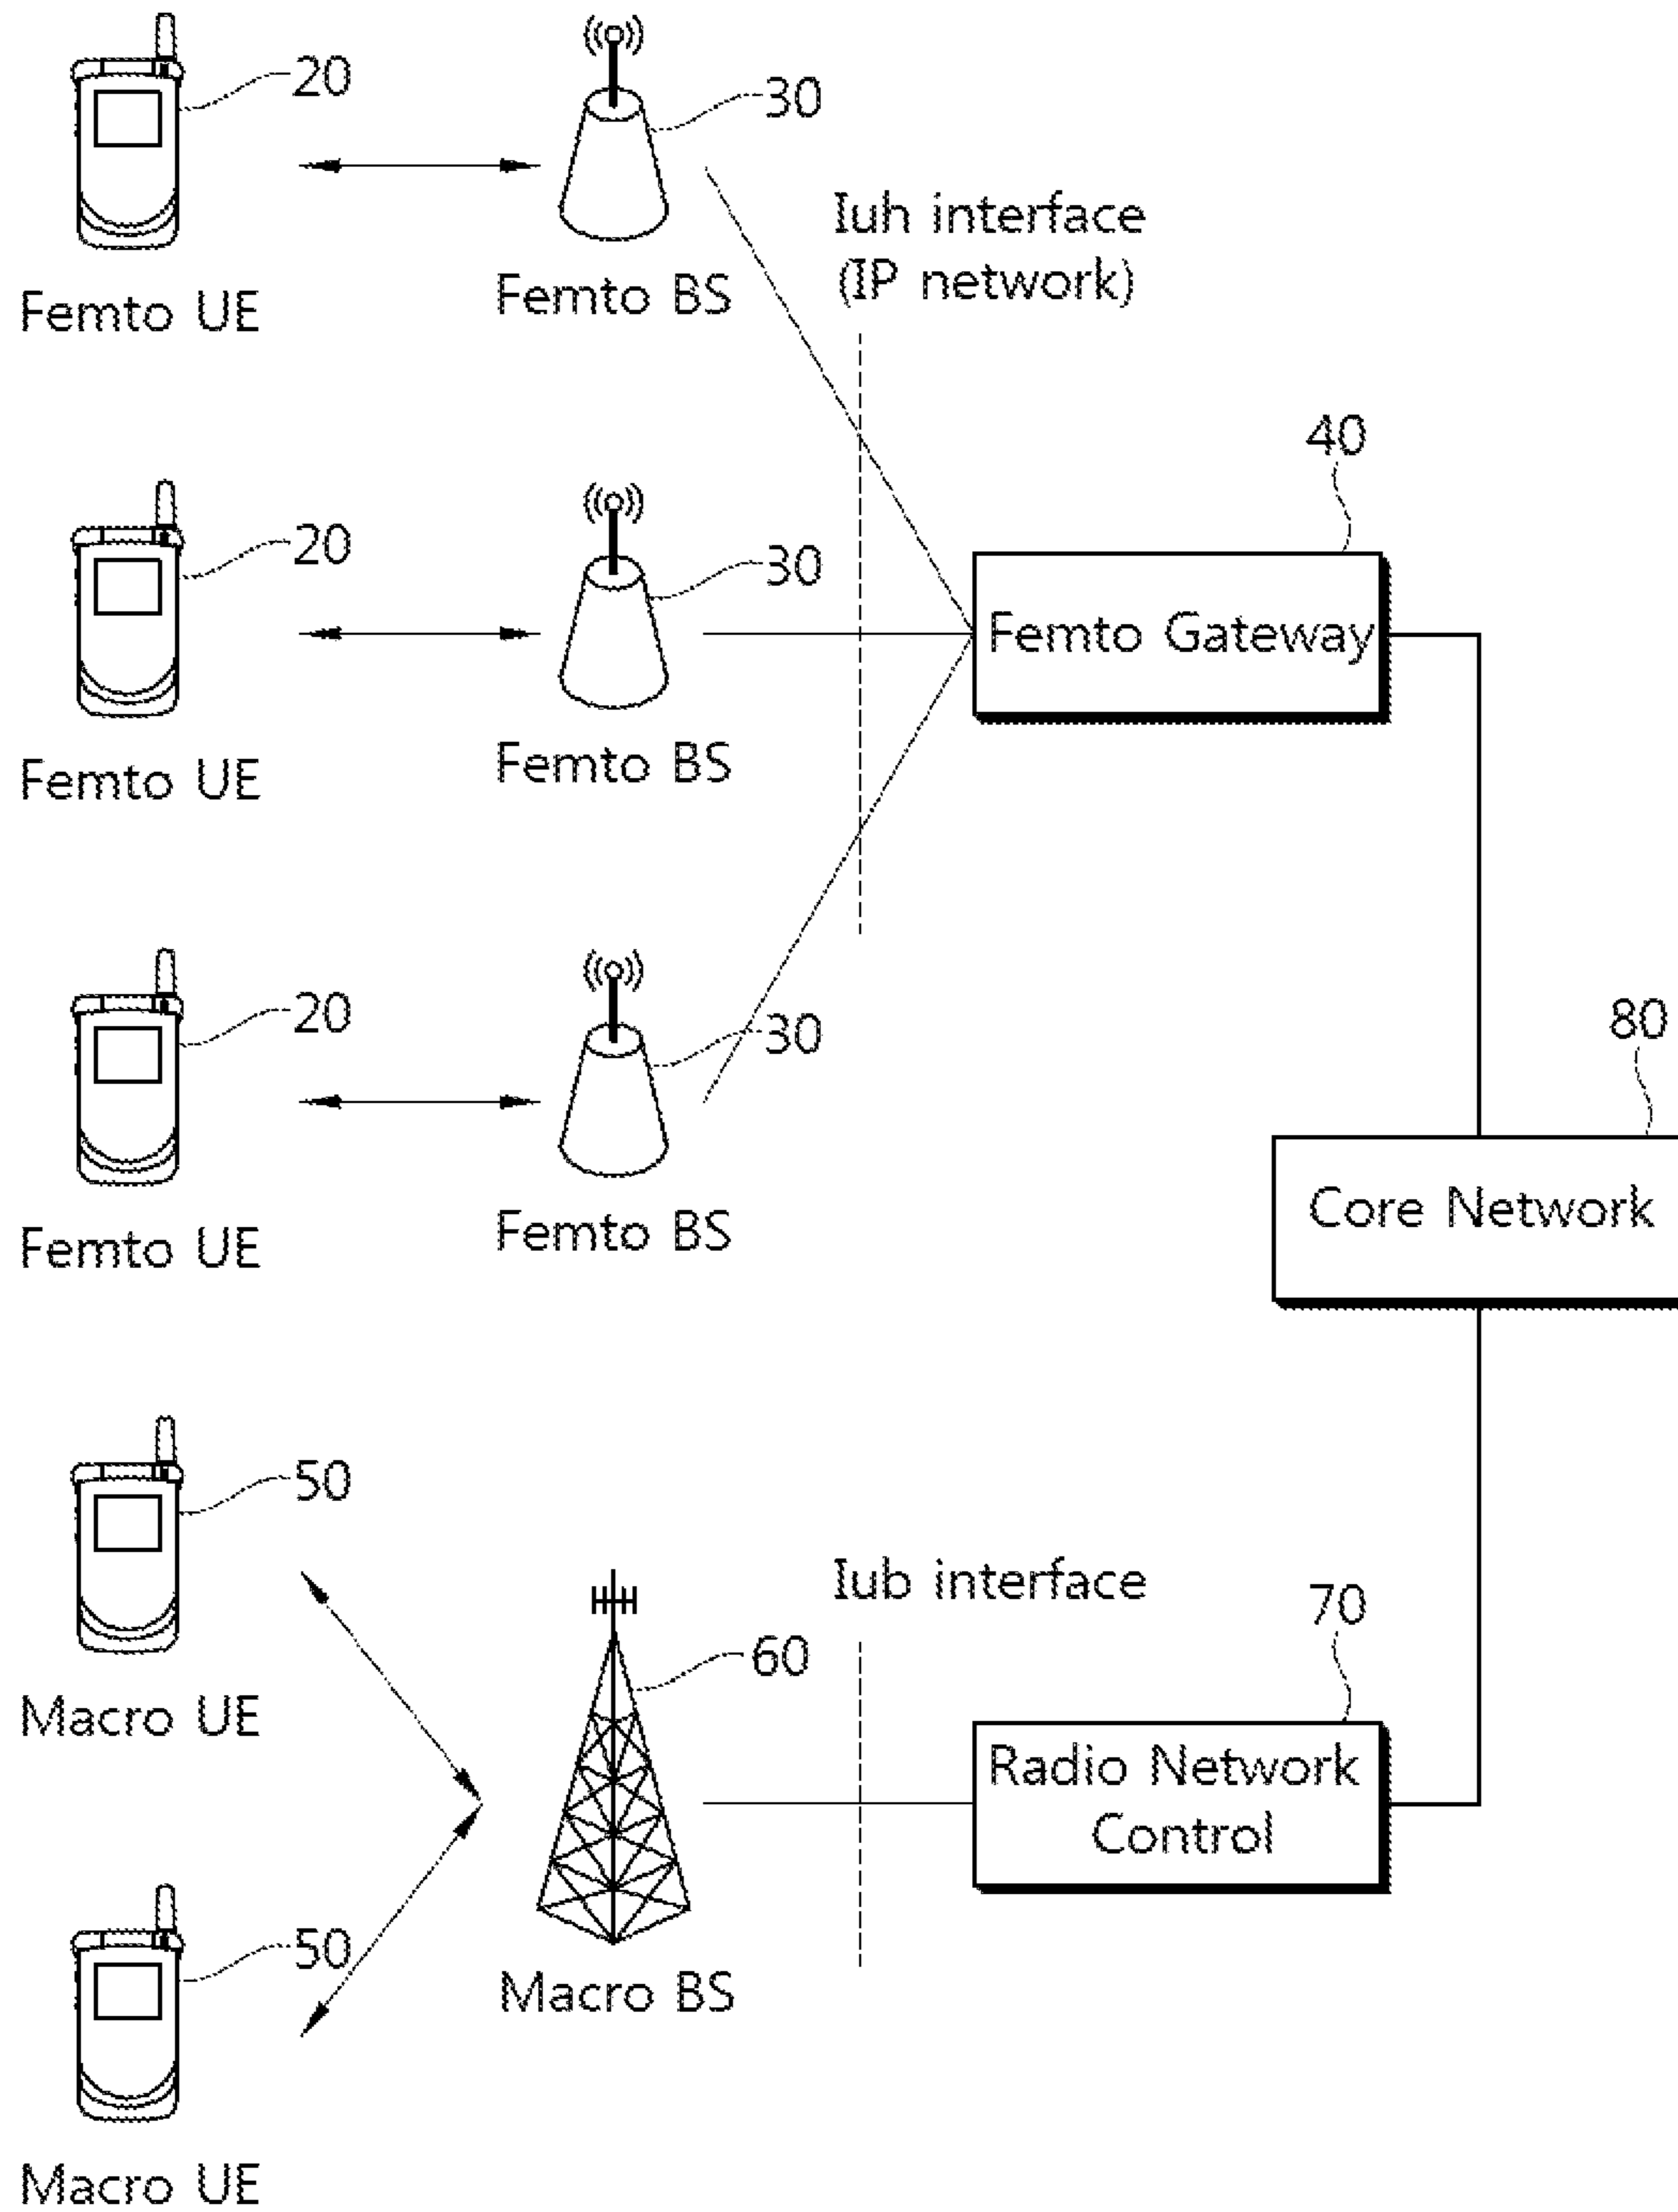 20
30
Iuh interface
(IP network)
Femto UE
Femto BS
40
20
30
Femto Gateway
Femto UE
Femto BS
20
30
80
Femto UE
Femto BS
Core Network
50
Iub interface
70
60
Macro UE
Radio Network
Control
50
Macro BS
Macro UE